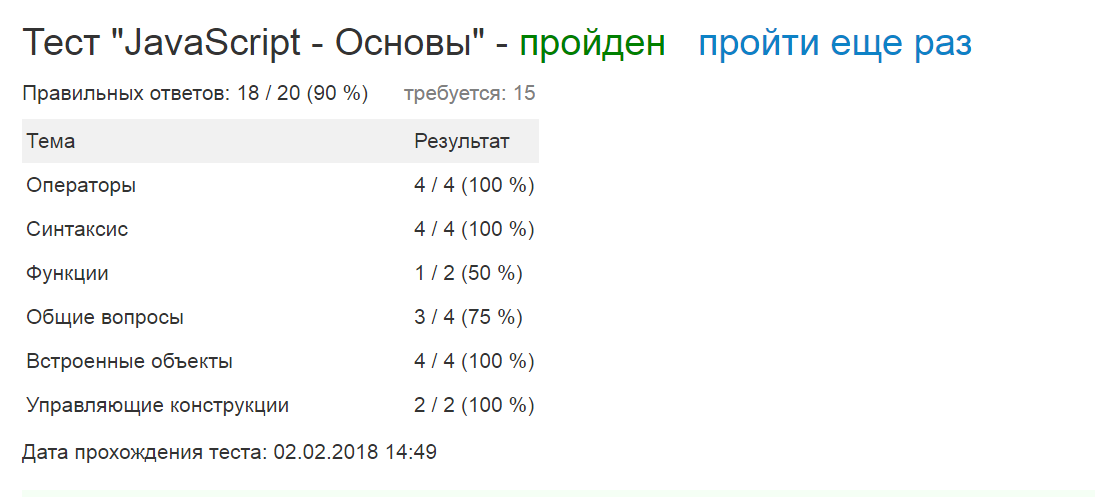 Тест "JavaScript - Основы" - пройден пройти еще раз
Правильных ответов: 18 / 20 (90 %) требуется: 15
Тема Результат
Операторы 4 / 4 (100 %)
Синтаксис 4 / 4 (100 %)
Функции 1 / 2 (50 %)
Общие вопросы 3 / 4 (75 %)
Встроенные объекты 4 / 4 (100 %)
Управляющие конструкции 2 / 2 (100 %)
Дата прохождения теста: 02.02.2018 14:49